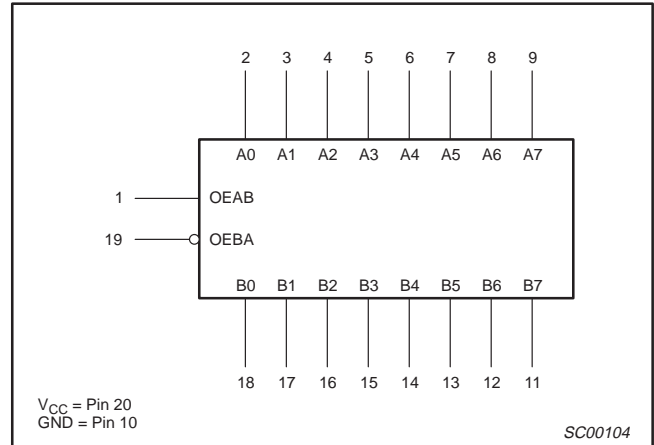 2 3 4 5 6 7 8 9
A0 A1 A2 A3 A4 A5 A6 A7
1 OEAB
19 OEBA
B0 B1 B2 B3 B4 B5 B6 B7
18 17 16 15 14 13 12 11
VCC = Pin 20
GND = Pin 10
SC00104